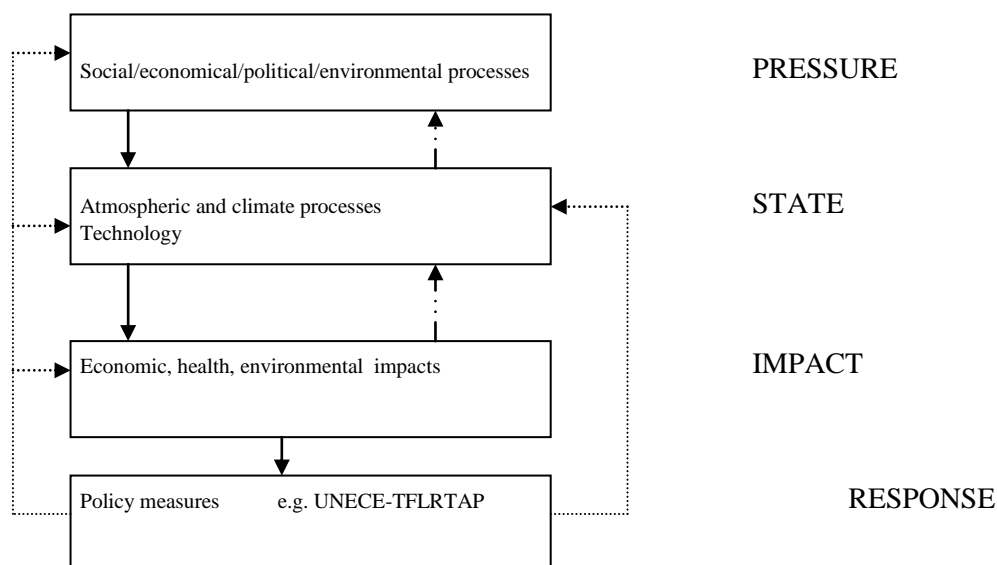 Social/economical/political/environmental processes PRESSURE
Atmospheric and climate processes STATE
Technology
Economic, health, environmental impacts IMPACT
Policy measures e.g. UNECE-TFLRTAP RESPONSE